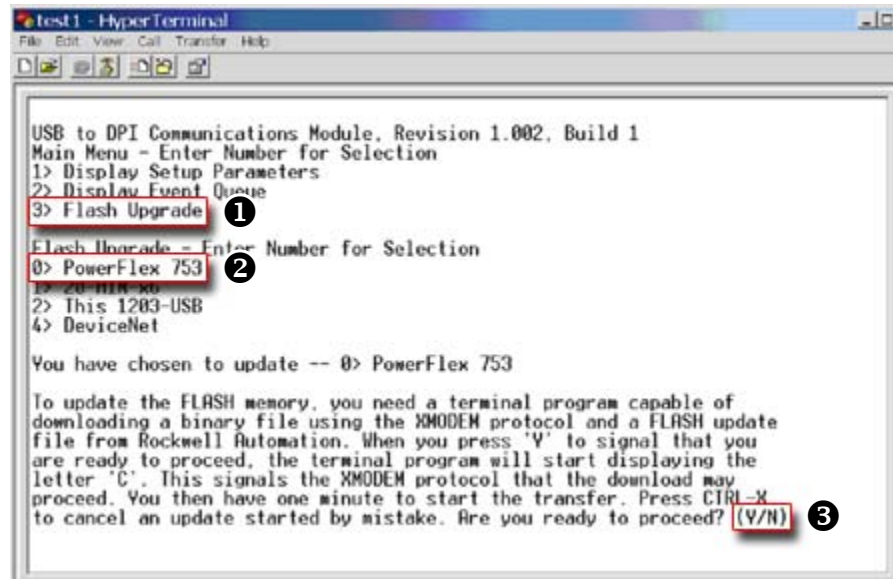 test1 - HyperTerminal
File Edit View Call Transfer Help
USB to DPI Communications Module, Revision 1.002, Build 1
Main Menu - Enter Number for Selection
1> Display Setup Parameters
2> Display Event Queue
3> Flash Upgrade
1
Flash Upgrade - Enter Number for Selection
0> PowerFlex 753
2
1> 20-HIM-x6
2> This 1203-USB
4> DeviceNet
You have chosen to update -- 0> PowerFlex 753
To update the FLASH memory, you need a terminal program capable of
downloading a binary file using the XMODEM protocol and a FLASH update
file from Rockwell Automation. When you press 'Y' to signal that you
are ready to proceed, the terminal program will start displaying the
letter 'C'. This signals the XMODEM protocol that the download may
proceed. You then have one minute to start the transfer. Press CTRL-X
to cancel an update started by mistake. Are you ready to proceed? (Y/N)
3